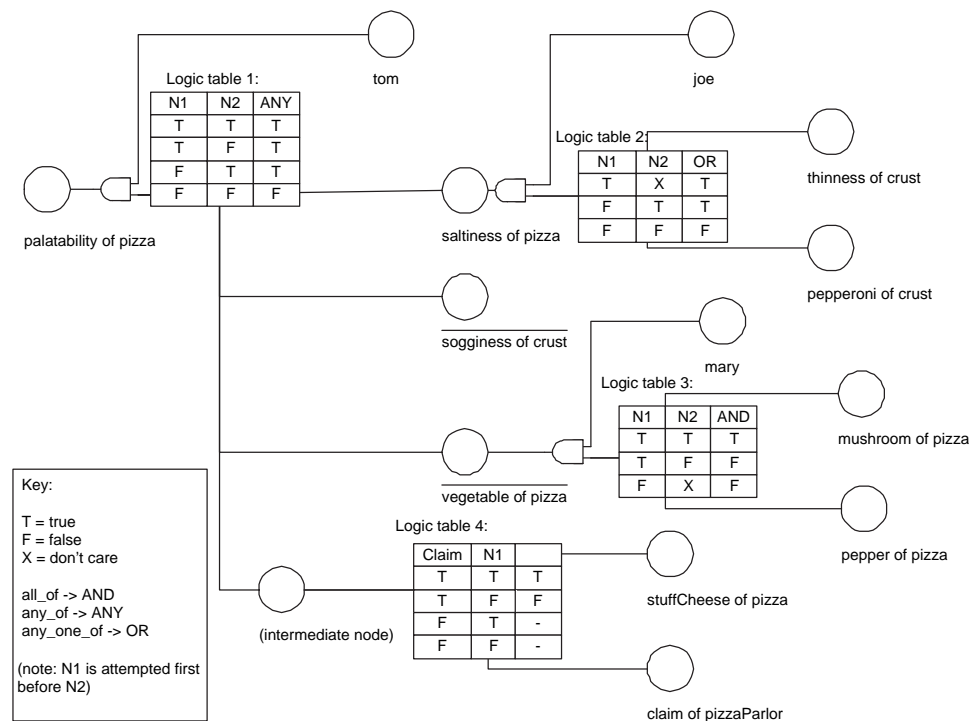 tom
joe
Logic table 1:
N1 N2 ANY
T T T
T F T
F T T
F F F
palatability of pizza
Logic table 2:
N1 N2 OR
T X T
F T T
F F F
saltiness of pizza
thinness of crust
pepperoni of crust
sogginess of crust
mary
Logic table 3:
N1 N2 AND
T T T
T F F
F X F
mushroom of pizza
vegetable of pizza
pepper of pizza
Logic table 4:
Claim N1
T T T
T F F
F T -
F F -
stuffCheese of pizza
(intermediate node)
claim of pizzaParlor
Key:
T = true
F = false
X = don't care
all_of -> AND
any_of -> ANY
any_one_of -> OR
(note: N1 is attempted first
before N2)